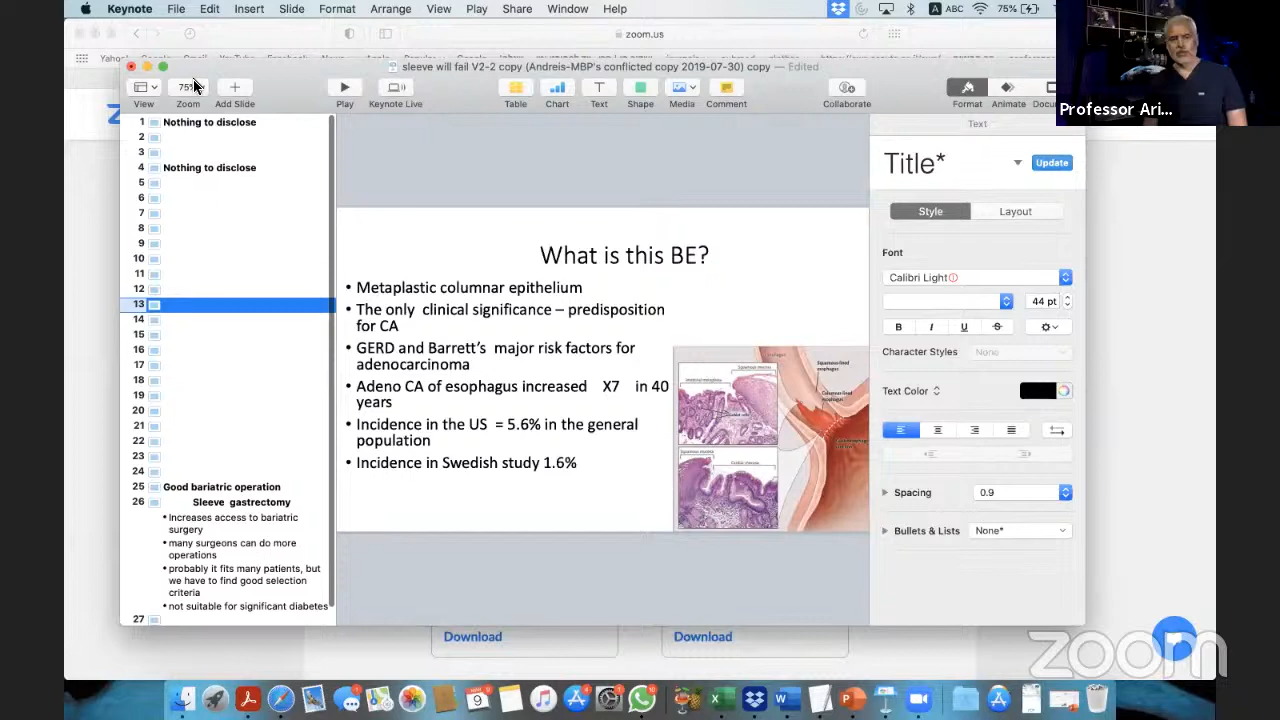 Keynote File Edit Insert Slide Format Arrange View Play Share Window Help ABC 75%
zoom.us
sleeve will fail V2-2 copy (Andreis-MBP's conflicted copy 2019-07-30) copy — Edited
75%
View Zoom Add Slide Play Keynote Live Table Chart Text Shape Media Comment Collaborate Format Animate
Professor Ari...
Text
1 Nothing to disclose
2
3
4 Nothing to disclose
5
6
7
8
9
10
11
12
13
14
15
16
17
18
19
20
21
22
23
24
25 Good bariatric operation
26 Sleeve gastrectomy
• Increases access to bariatric
surgery
• many surgeons can do more
operations
• probably it fits many patients, but
we have to find good selection
criteria
• not suitable for significant diabetes
27
What is this BE?
• Metaplastic columnar epithelium
• The only clinical significance – predisposition
for CA
• GERD and Barrett's major risk factors for
adenocarcinoma
• Adeno CA of esophagus increased X7 in 40
years
• Incidence in the US = 5.6% in the general
population
• Incidence in Swedish study 1.6%
Title*
Update
Style Layout
Font
Calibri Light
44 pt
B I U S
Character Styles None
Text Color
Spacing 0.9
Bullets & Lists None*
Download Download
zoom